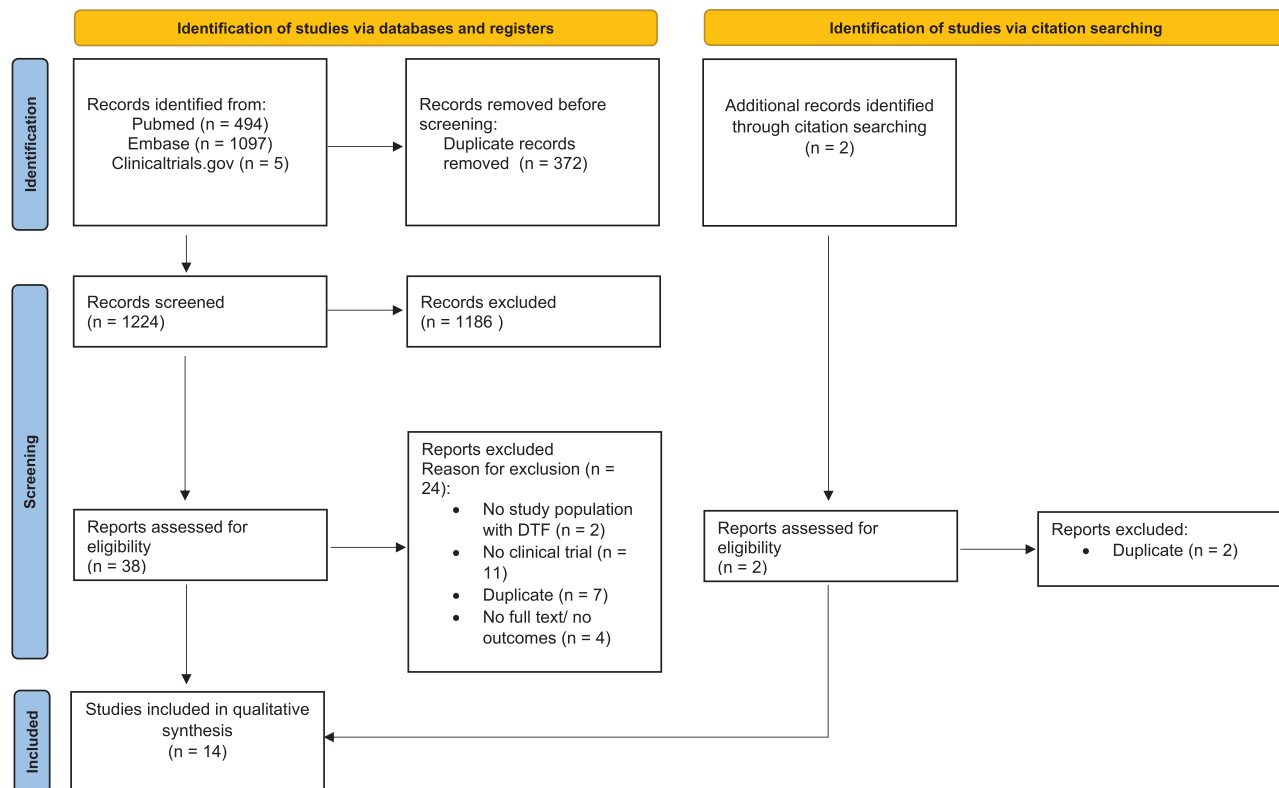 Identification of studies via databases and registers
Identification of studies via citation searching
Identification
Records identified from:
Pubmed (n = 494)
Embase (n = 1097)
Clinicaltrials.gov (n = 5)
Records removed before
screening:
Duplicate records
removed (n = 372)
Additional records identified
through citation searching
(n = 2)
Screening
Records screened
(n = 1224)
Records excluded
(n = 1186 )
Reports assessed for
eligibility
(n = 38)
Reports excluded
Reason for exclusion (n =
24):
• No study population
with DTF (n = 2)
• No clinical trial (n =
11)
• Duplicate (n = 7)
• No full text/ no
outcomes (n = 4)
Reports assessed for
eligibility
(n = 2)
Reports excluded:
• Duplicate (n = 2)
Included
Studies included in qualitative
synthesis
(n = 14)